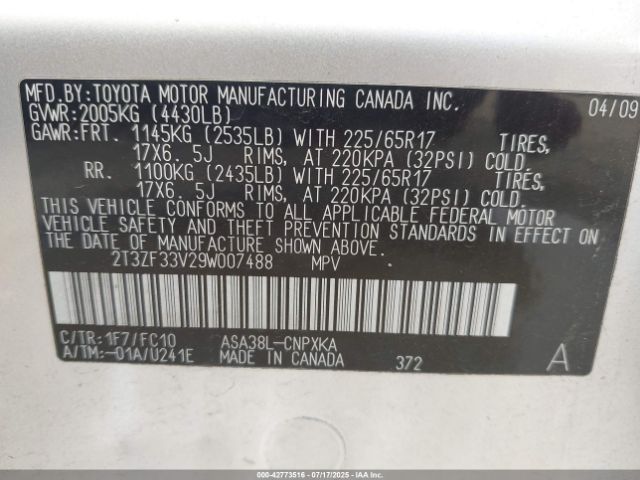 MFD.BY:TOYOTA MOTOR MANUFACTURING CANADA INC. 04/09
GVWR:2005KG (4430LB)
GAWR:FRT. 1145KG (2535LB) WITH 225/65R17 TIRES,
17X6. 5J RIMS, AT 220KPA (32PSI) COLD.
RR. 1100KG (2435LB) WITH 225/65R17 TIRES,
17X6. 5J RIMS, AT 220KPA (32PSI) COLD.
THIS VEHICLE CONFORMS TO ALL APPLICABLE FEDERAL MOTOR
VEHICLE SAFETY AND THEFT PREVENTION STANDARDS IN EFFECT ON
THE DATE OF MANUFACTURE SHOWN ABOVE.
2T3ZF33V29W007488 MPV
C/TR:1F7/FC10 ASA38L-CNPXKA
A/TM:-01A/U241E MADE IN CANADA 372 A
000-42773516 - 07/17/2025 - IAAI.COM